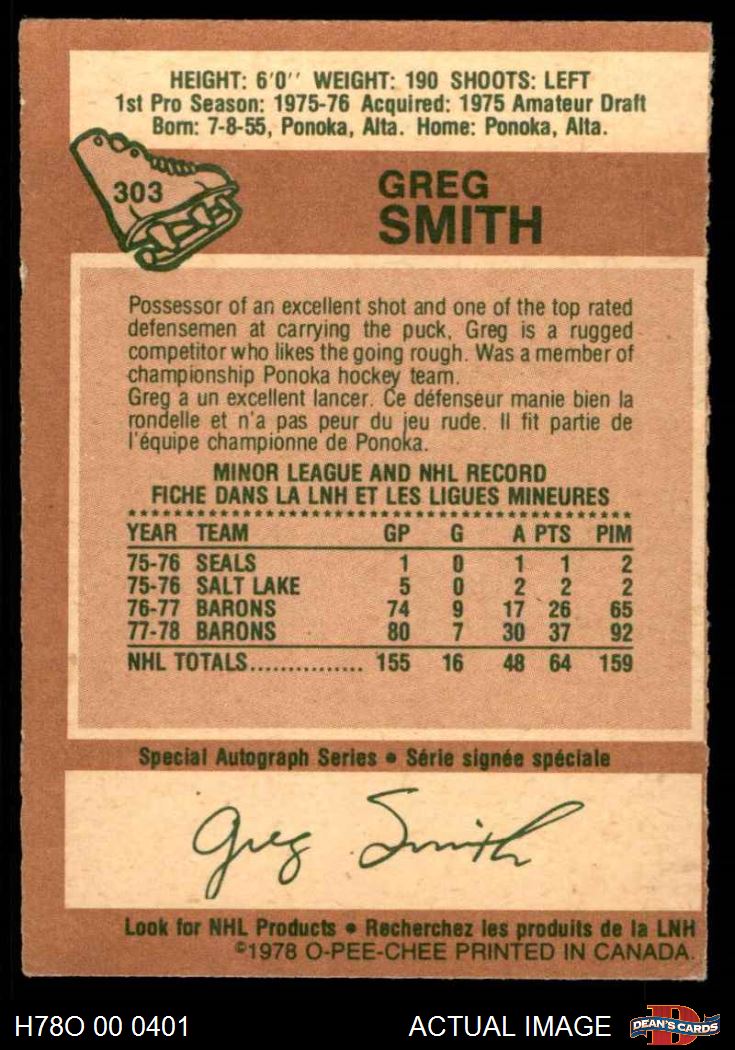 HEIGHT: 6'0'' WEIGHT: 190 SHOOTS: LEFT
1st Pro Season: 1975-76 Acquired: 1975 Amateur Draft
Born: 7-8-55, Ponoka, Alta. Home: Ponoka, Alta.
303
GREG
SMITH
Possessor of an excellent shot and one of the top rated
defensemen at carrying the puck, Greg is a rugged
competitor who likes the going rough. Was a member of
championship Ponoka hockey team.
Greg a un excellent lancer. Ce défenseur manie bien la
rondelle et n'a pas peur du jeu rude. Il fit partie de
l'équipe championne de Ponoka.
MINOR LEAGUE AND NHL RECORD
FICHE DANS LA LNH ET LES LIGUES MINEURES
YEAR TEAM GP G A PTS PIM
75-76 SEALS 1 0 1 1 2
75-76 SALT LAKE 5 0 2 2 2
76-77 BARONS 74 9 17 26 65
77-78 BARONS 80 7 30 37 92
NHL TOTALS............... 155 16 48 64 159
Special Autograph Series • Série signée spéciale
Greg Smith
Look for NHL Products • Recherchez les produits de la LNH
©1978 O-PEE-CHEE PRINTED IN CANADA.
H78O 00 0401 ACTUAL IMAGE DEAN'S CARDS